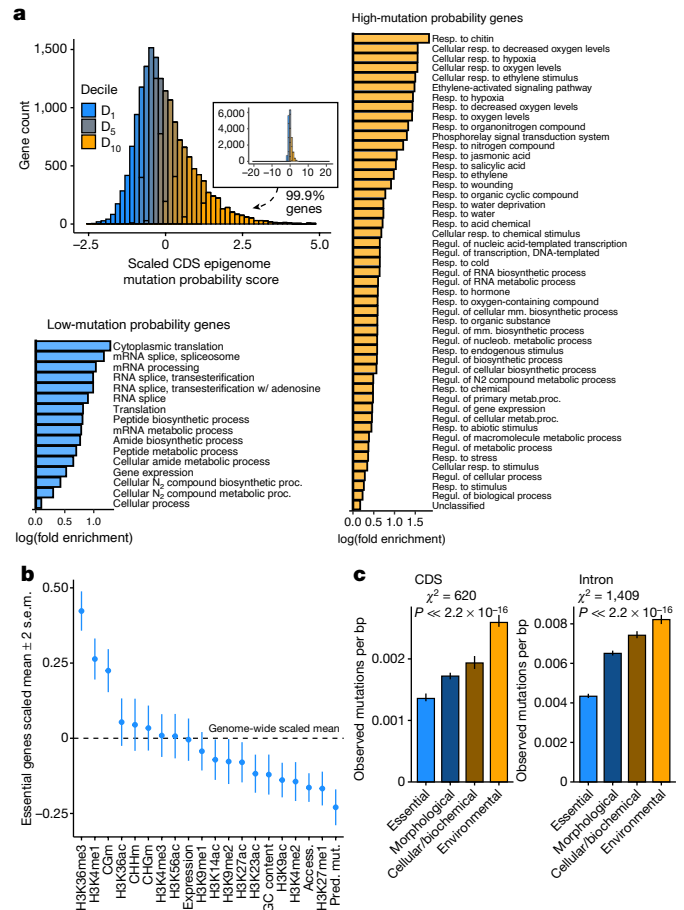 a
1,500
1,000
500
0
Gene count
Decile
D1
D5
D10
6,000
4,000
2,000
0
−20 −10 0 10 20
99.9%
genes
−2.5 0 2.5 5.0
Scaled CDS epigenome
mutation probability score
Low-mutation probability genes
Cytoplasmic translation
mRNA splice, spliceosome
mRNA processing
RNA splice, transesterification
RNA splice, transesterification w/ adenosine
RNA splice
Translation
Peptide biosynthetic process
mRNA metabolic process
Amide biosynthetic process
Peptide metabolic process
Cellular amide metabolic process
Gene expression
Cellular N2 compound biosynthetic proc.
Cellular N2 compound metabolic proc.
Cellular process
0.0 0.5 1.0
log(fold enrichment)
High-mutation probability genes
Resp. to chitin
Cellular resp. to decreased oxygen levels
Cellular resp. to hypoxia
Cellular resp. to oxygen levels
Cellular resp. to ethylene stimulus
Ethylene-activated signaling pathway
Resp. to hypoxia
Resp. to decreased oxygen levels
Resp. to oxygen levels
Resp. to organonitrogen compound
Phosphorelay signal transduction system
Resp. to nitrogen compound
Resp. to jasmonic acid
Resp. to salicylic acid
Resp. to ethylene
Resp. to wounding
Resp. to organic cyclic compound
Resp. to water deprivation
Resp. to water
Resp. to acid chemical
Cellular resp. to chemical stimulus
Regul. of nucleic acid-templated transcription
Regul. of transcription, DNA-templated
Resp. to cold
Regul. of RNA biosynthetic process
Regul. of RNA metabolic process
Resp. to hormone
Resp. to oxygen-containing compound
Regul. of cellular mm. biosynthetic process
Resp. to organic substance
Regul. of mm. biosynthetic process
Regul. of nucleob. metabolic process
Resp. to endogenous stimulus
Regul. of biosynthetic process
Regul. of cellular biosynthetic process
Regul. of N2 compound metabolic process
Resp. to chemical
Regul. of primary metab.proc.
Regul. of gene expression
Regul. of cellular metab.proc.
Resp. to abiotic stimulus
Regul. of macromolecule metabolic process
Regul. of metabolic process
Resp. to stress
Cellular resp. to stimulus
Regul. of cellular process
Resp. to stimulus
Regul. of biological process
Unclassified
0.0 0.5 1.0 1.5
log(fold enrichment)
b
0.50
0.25
0
−0.25
Essential genes scaled mean ± 2 s.e.m.
Genome-wide scaled mean
H3K36me3
H3K4me1
CGm
H3K36ac
CHHm
CHGm
H3K4me3
H3K56ac
Expression
H3K9me1
H3K14ac
H3K9me2
H3K27ac
H3K23ac
GC content
H3K9ac
H3K4me2
Access.
H3K27me1
Pred. mut.
c
CDS
χ² = 620
P ≪ 2.2 × 10⁻¹⁶
0.002
0.001
0
Observed mutations per bp
Essential
Morphological
Cellular/biochemical
Environmental
Intron
χ² = 1,409
P ≪ 2.2 × 10⁻¹⁶
0.008
0.006
0.004
0.002
0
Observed mutations per bp
Essential
Morphological
Cellular/biochemical
Environmental